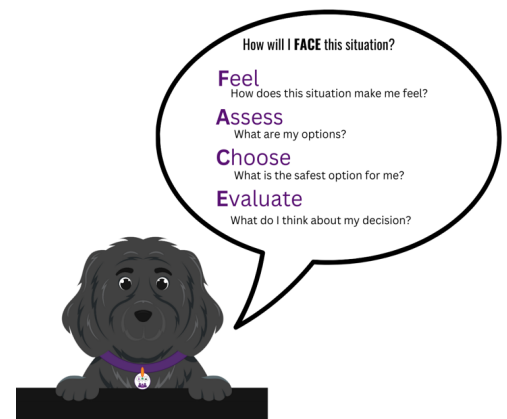 How will I FACE this situation?
Feel
How does this situation make me feel?
Assess
What are my options?
Choose
What is the safest option for me?
Evaluate
What do I think about my decision?